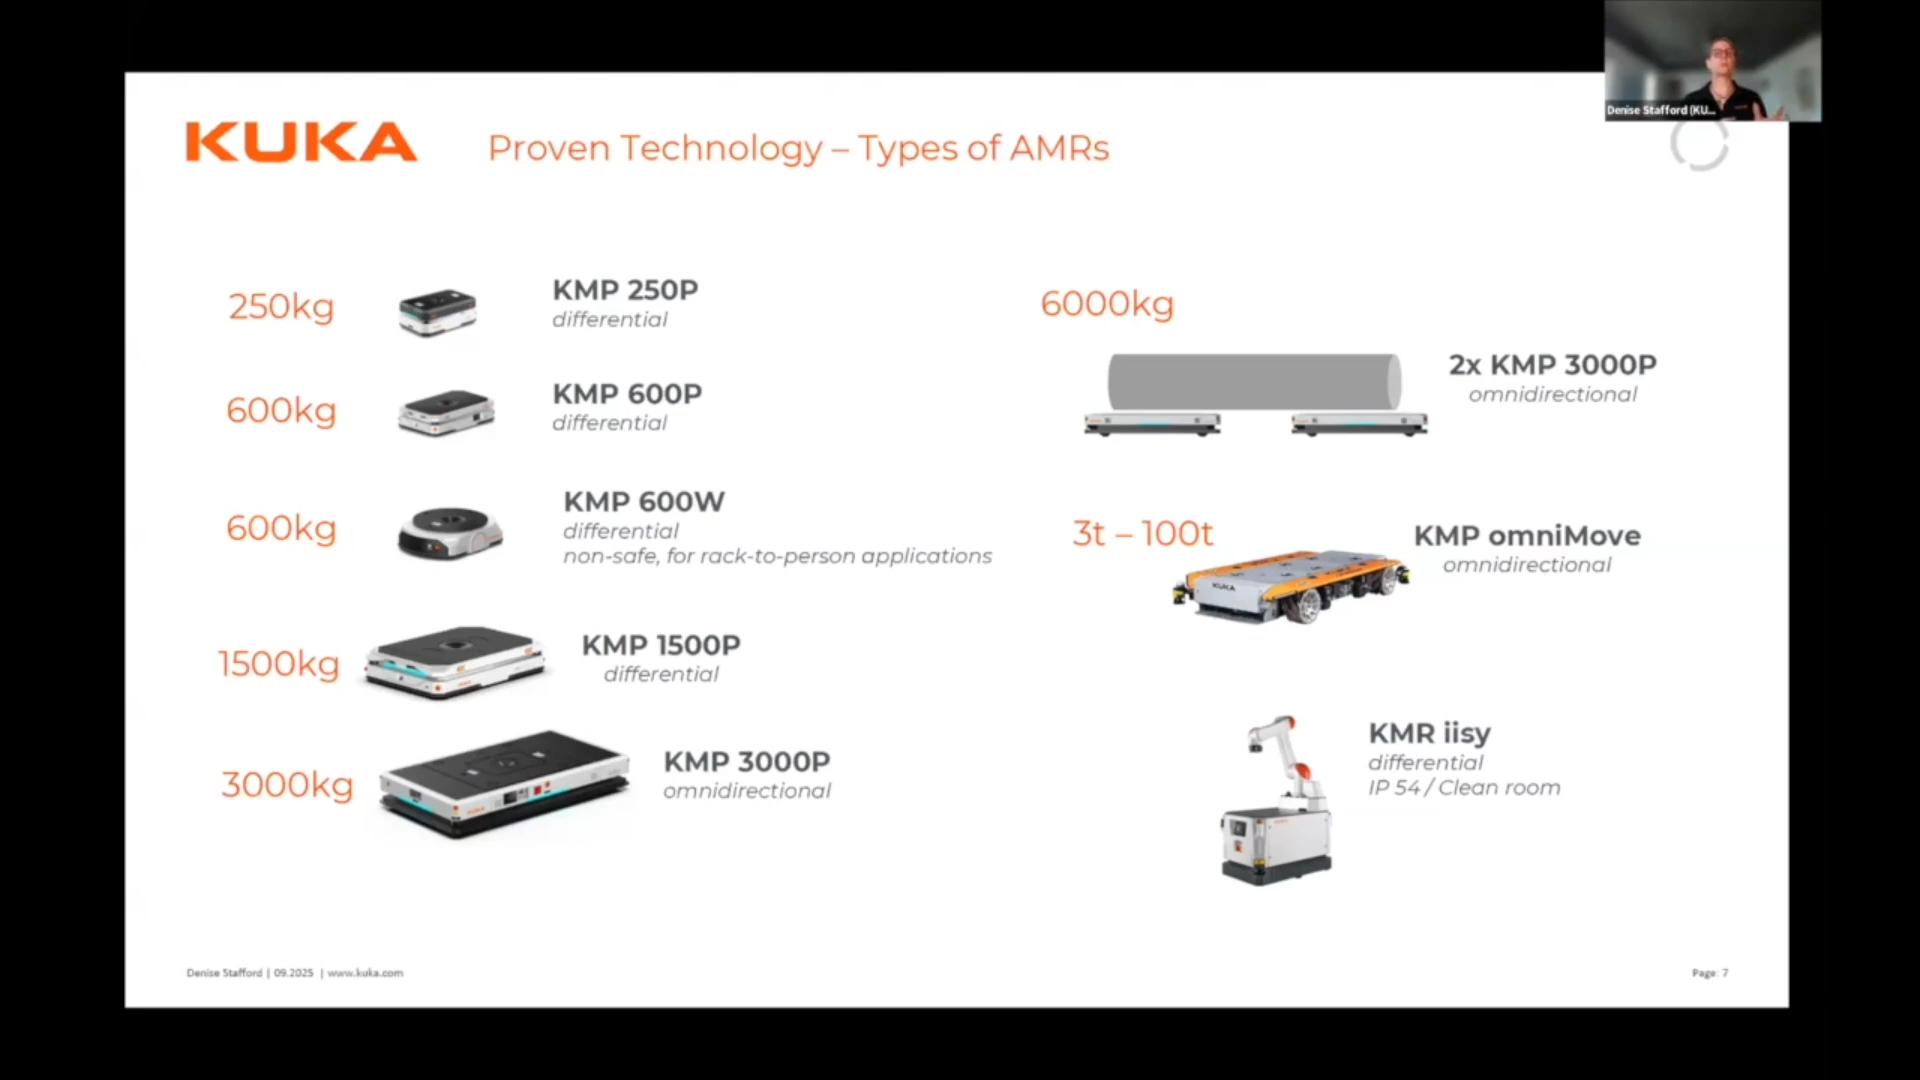 Denise Stafford (KU...
KUKA
Proven Technology – Types of AMRs
250kg
KMP 250P
differential
600kg
KMP 600P
differential
600kg
KMP 600W
differential
non-safe, for rack-to-person applications
1500kg
KMP 1500P
differential
3000kg
KMP 3000P
omnidirectional
6000kg
2x KMP 3000P
omnidirectional
3t – 100t
KUKA
KMP omniMove
omnidirectional
KMR iisy
differential
IP 54 / Clean room
Denise Stafford | 09.2025 | www.kuka.com
Page: 7